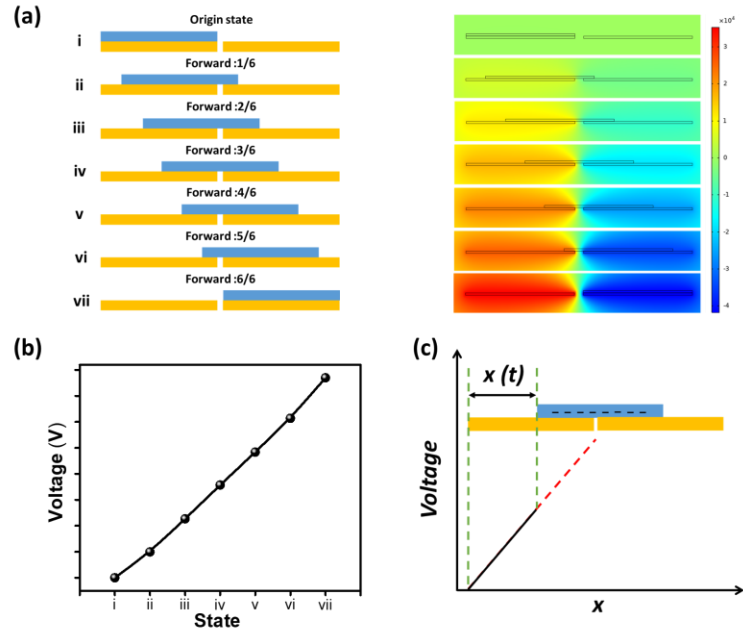 (a)
Origin state
i
Forward :1/6
ii
Forward :2/6
iii
Forward :3/6
iv
Forward :4/6
v
Forward :5/6
vi
Forward :6/6
vii
×10⁴
3
2
1
0
-1
-2
-3
-4
(b)
Voltage (V)
i ii iii iv v vi vii
State
(c)
x (t)
Voltage
x